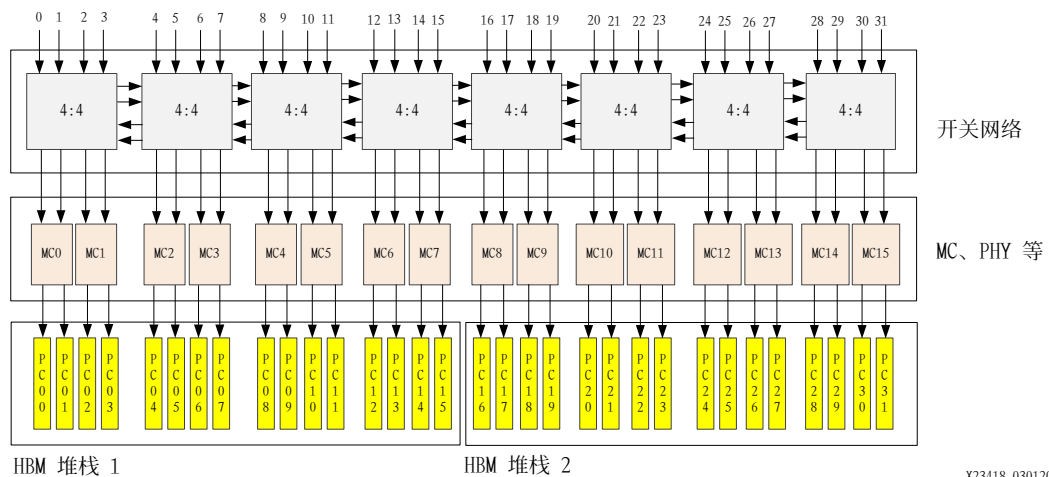 0 1 2 3 4 5 6 7 8 9 10 11 12 13 14 15 16 17 18 19 20 21 22 23 24 25 26 27 28 29 30 31
4:4 4:4 4:4 4:4 4:4 4:4 4:4 4:4
开关网络
MC0 MC1 MC2 MC3 MC4 MC5 MC6 MC7 MC8 MC9 MC10 MC11 MC12 MC13 MC14 MC15
MC、PHY 等
PC00 PC01 PC02 PC03 PC04 PC05 PC06 PC07 PC08 PC09 PC10 PC11 PC12 PC13 PC14 PC15 PC16 PC17 PC18 PC19 PC20 PC21 PC22 PC23 PC24 PC25 PC26 PC27 PC28 PC29 PC30 PC31
HBM 堆栈 1 HBM 堆栈 2
X23418-030120